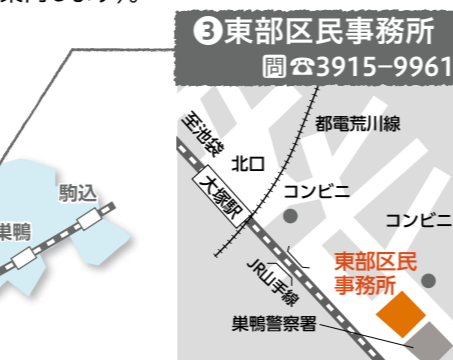 ❸東部区民事務所
問☎3915−9961
都電荒川線
至池袋
北口
大塚駅
コンビニ
コンビニ
駒込
巣鴨
JR山手線
東部区民
事務所
巣鴨警察署